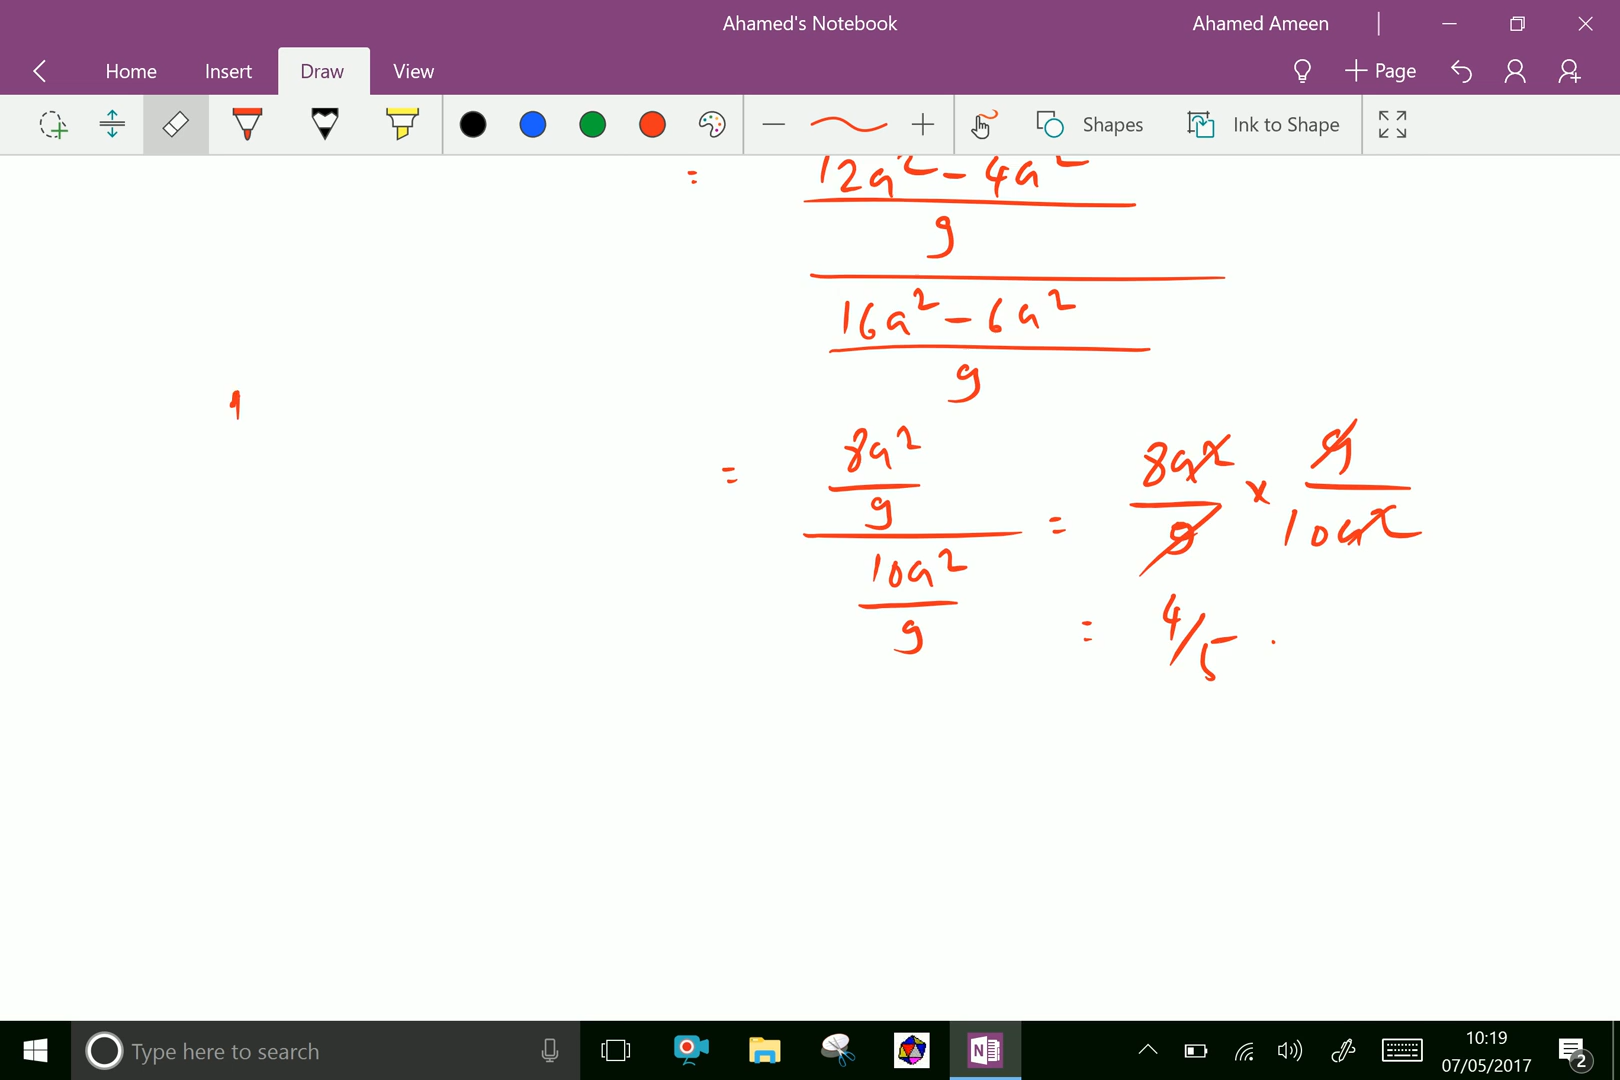 Ahamed's Notebook Ahamed Ameen
Home Insert Draw View + Page
Shapes Ink to Shape
= 12a² - 4a²
9
16a² - 6a²
9
= 8a²/9 / 10a²/9 = 8a²/9 × 9/10a²
= 4/5
Type here to search
10:19
07/05/2017
2